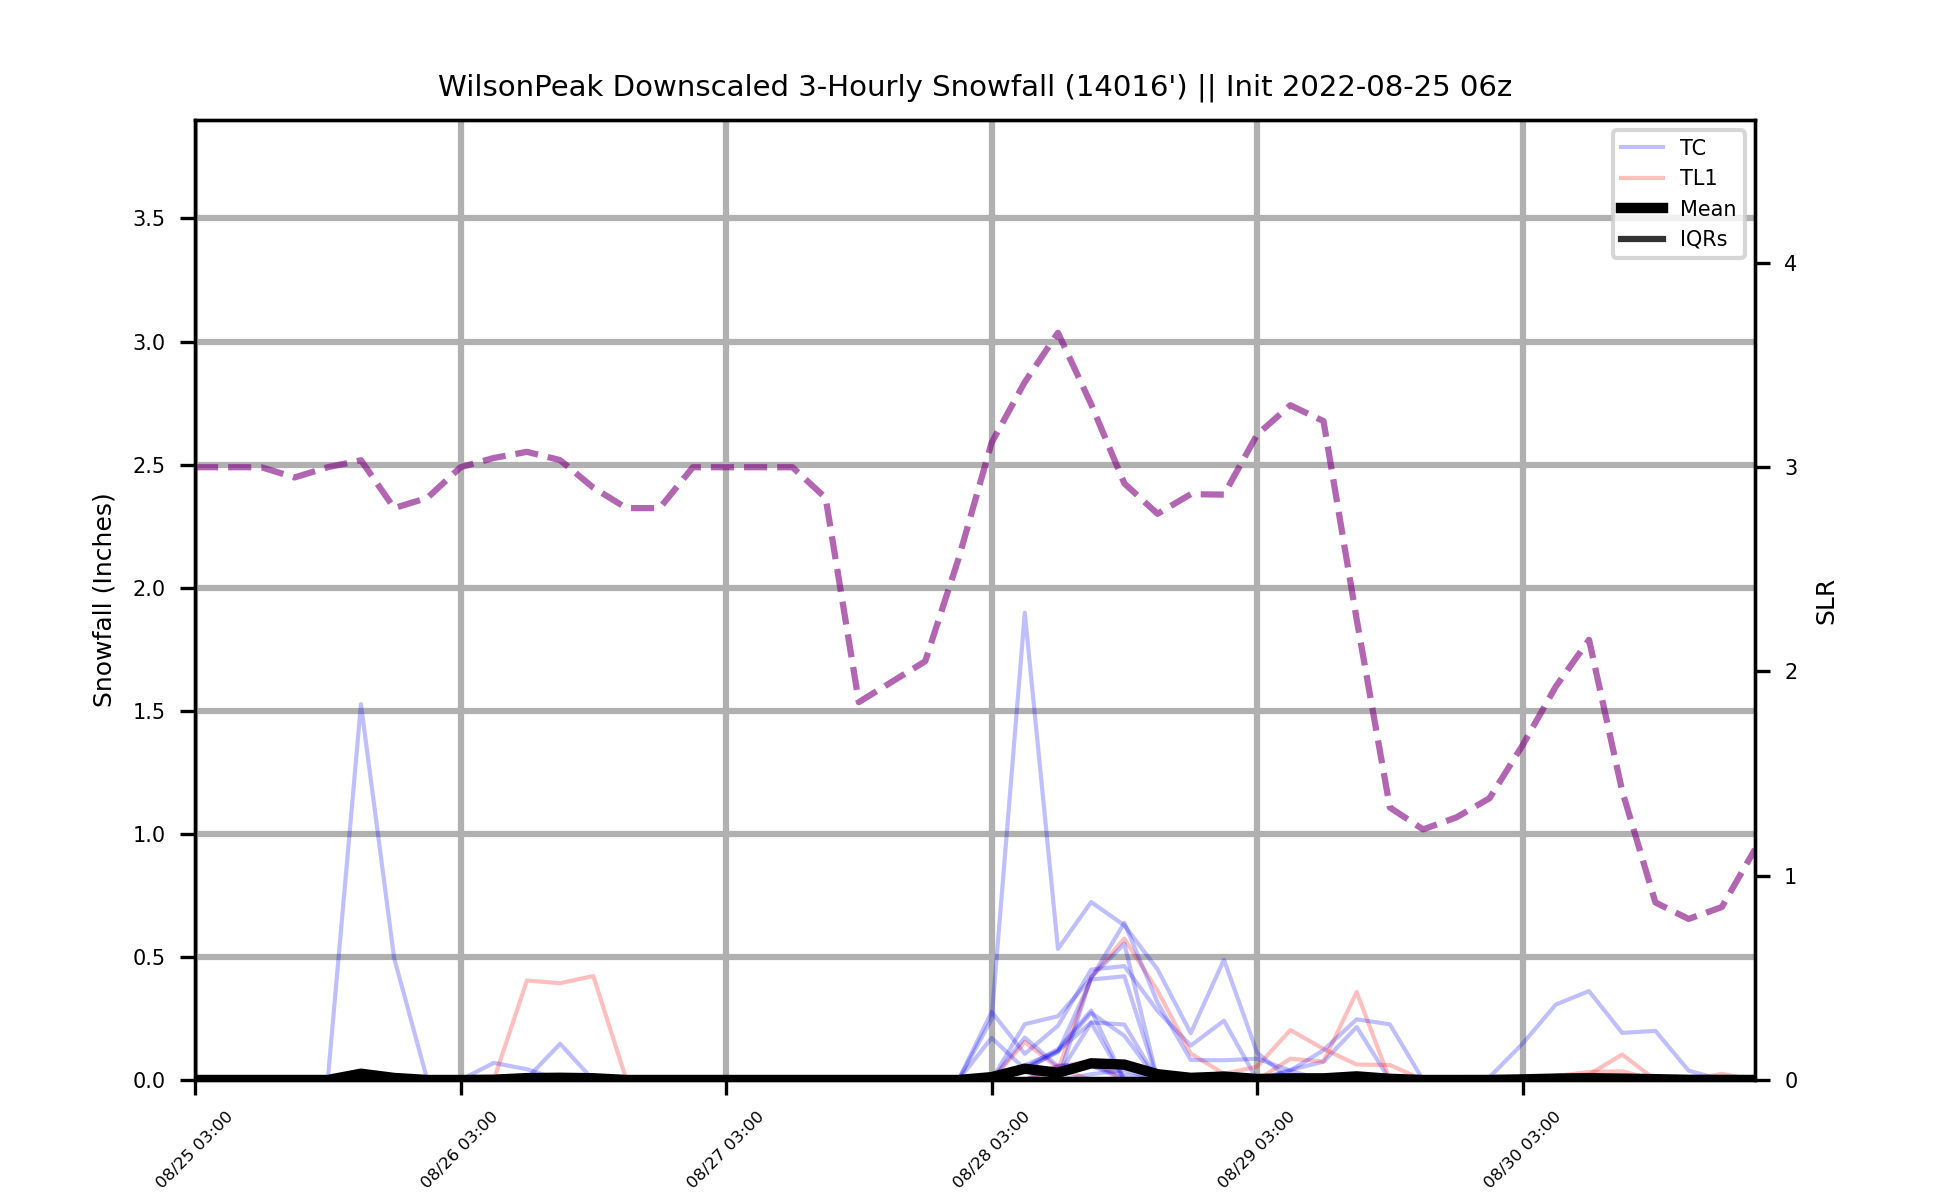 WilsonPeak Downscaled 3-Hourly Snowfall (14016') || Init 2022-08-25 06z
TC
TL1
Mean
IQRs
Snowfall (Inches)
3.5
3.0
2.5
2.0
1.5
1.0
0.5
0.0
4
3
2
1
0
SLR
08/25 03:00
08/26 03:00
08/27 03:00
08/28 03:00
08/29 03:00
08/30 03:00